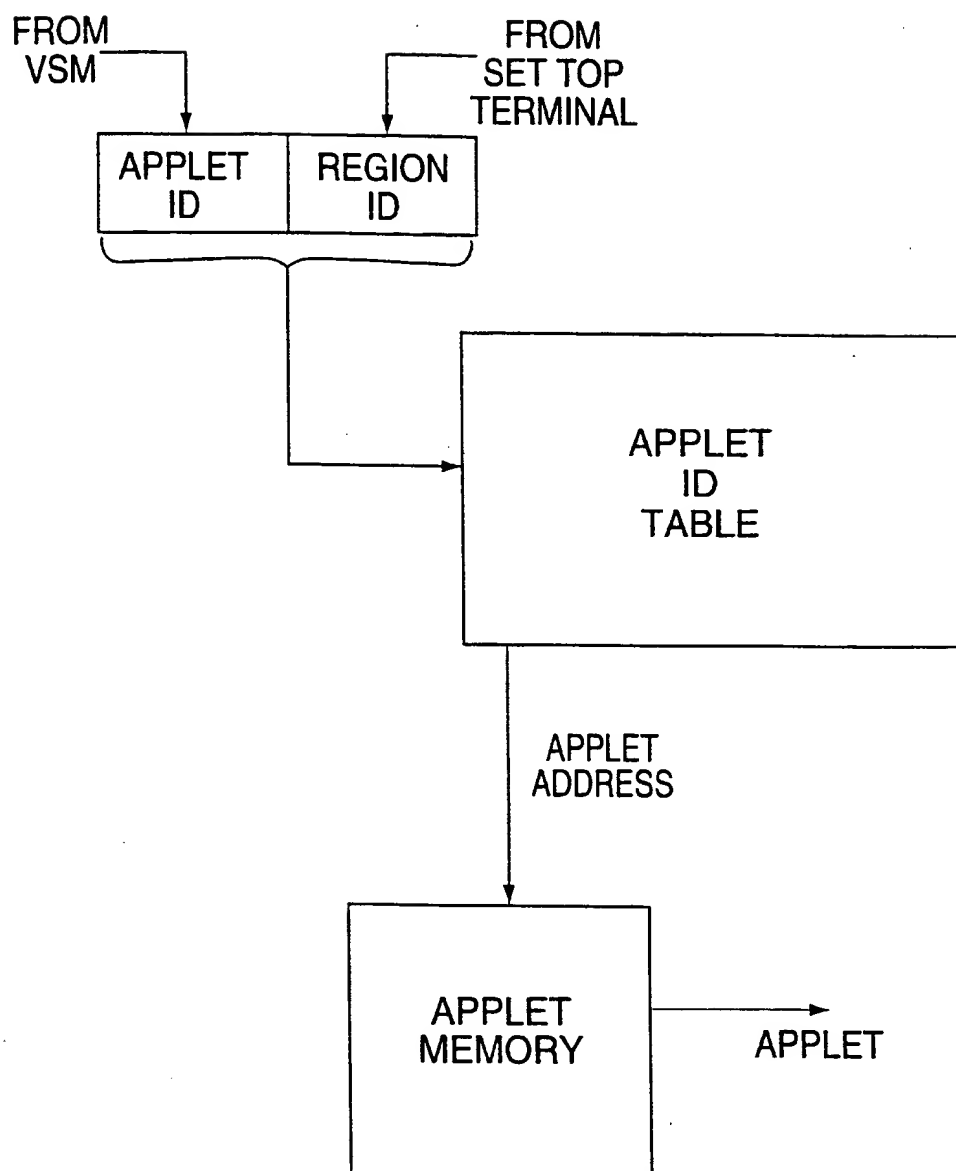 FROM
VSM
FROM
SET TOP
TERMINAL
APPLET
ID
REGION
ID
APPLET
ID
TABLE
APPLET
ADDRESS
APPLET
MEMORY
APPLET